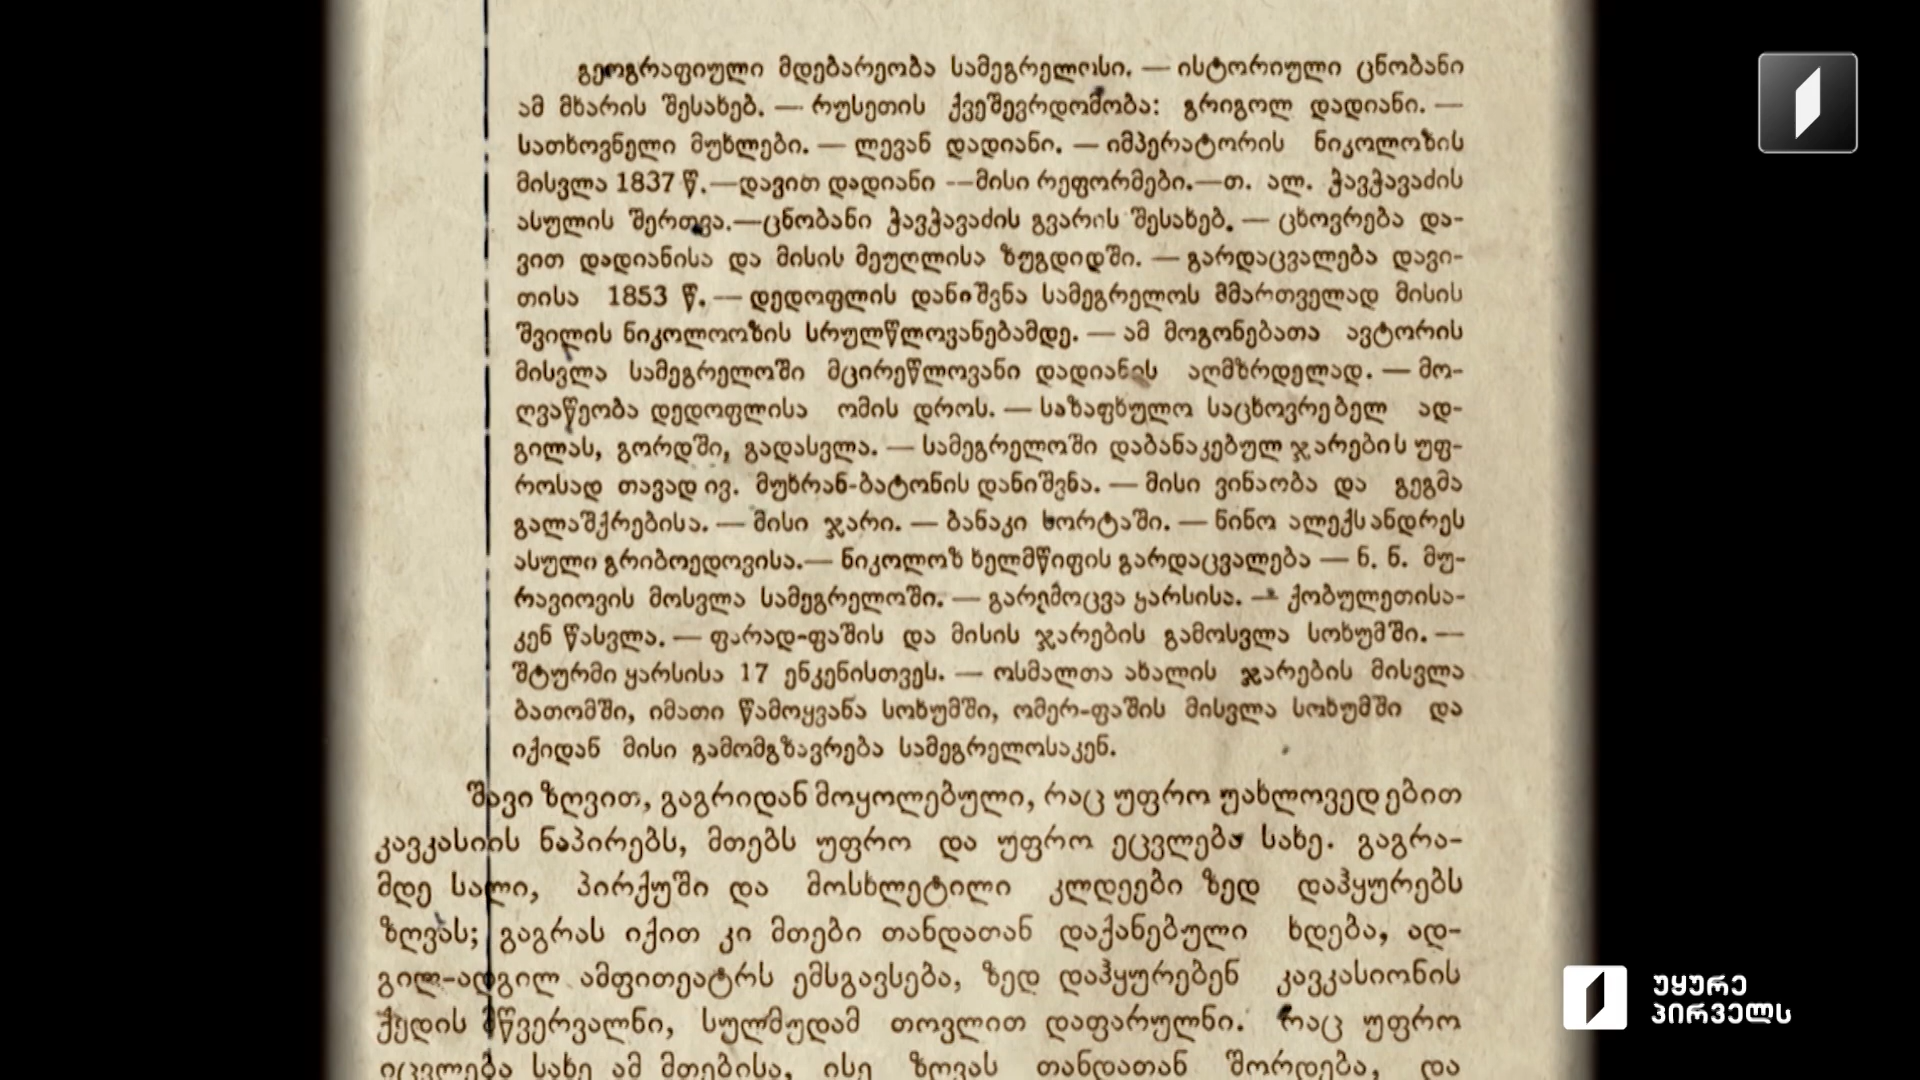 გეოგრაფიული მდებარეობა სამეგრელოსი. — ისტორიული ცნობანი
ამ მხარის შესახებ. — რუსეთის ქვეშევრდომობა: გრიგოლ დადიანი. —
სათხოვნელი მუხლები. — ლევან დადიანი. — იმპერატორის ნიკოლოზის
მისვლა 1837 წ.—დავით დადიანი --მისი რეფორმები.—თ. ალ. ჭავჭავაძის
ასულის შერთვა.—ცნობანი ჭავჭავაძის გვარის შესახებ. — ცხოვრება და-
ვით დადიანისა და მისის მეუღლისა ზუგდიდში. — გარდაცვალება დავი-
თისა 1853 წ. — დედოფლის დანიშვნა სამეგრელოს მმართველად მისის
შვილის ნიკოლოოზის სრულწლოვანებამდე. — ამ მოგონებათა ავტორის
მისვლა სამეგრელოში მცირეწლოვანი დადიანის აღმზრდელად. — მო-
ღვაწეობა დედოფლისა ომის დროს. — საზაფხულო საცხოვრებელ ად-
გილას, გორდში, გადასვლა. — სამეგრელოში დაბანაკებულ ჯარების უფ-
როსად თავად ივ. მუხრან-ბატონის დანიშვნა. — მისი ვინაობა და გეგმა
გალაშქრებისა. — მისი ჯარი. — ბანაკი ხორტაში. — ნინო ალექსანდრეს
ასული გრიბოედოვისა.— ნიკოლოზ ხელმწიფის გარდაცვალება — ნ. ნ. მუ-
რავიოვის მოსვლა სამეგრელოში. — გარემოცვა ყარსისა. — ქობულეთისა-
კენ წასვლა. — ფარად-ფაშის და მისის ჯარების გამოსვლა სოხუმში. —
შტურმი ყარსისა 17 ენკენისთვეს. — ოსმალთა ახალის ჯარების მისვლა
ბათომში, იმათი წამოყვანა სოხუმში, ომერ-ფაშის მისვლა სოხუმში და
იქიდან მისი გამომგზავრება სამეგრელოსაკენ.
შავი ზღვით, გაგრიდან მოყოლებული, რაც უფრო უახლოვედებით
კავკასიის ნაპირებს, მთებს უფრო და უფრო ეცვლება სახე. გაგრა-
მდე სალი, პირქუში და მოსხლეტილი კლდეები ზედ დაჰყურებს
ზღვას; გაგრას იქით კი მთები თანდათან დაქანებული ხდება, ად-
გილ-ადგილ ამფითეატრს ემსგავსება, ზედ დაჰყურებენ კავკასიონის
ქედის მწვერვალნი, სულმუდამ თოვლით დაფარულნი. რაც უფრო
იცვლება სახე ამ მთებისა, ისე ზღვას თანდათან შორდება, და
უყურე
პირველს